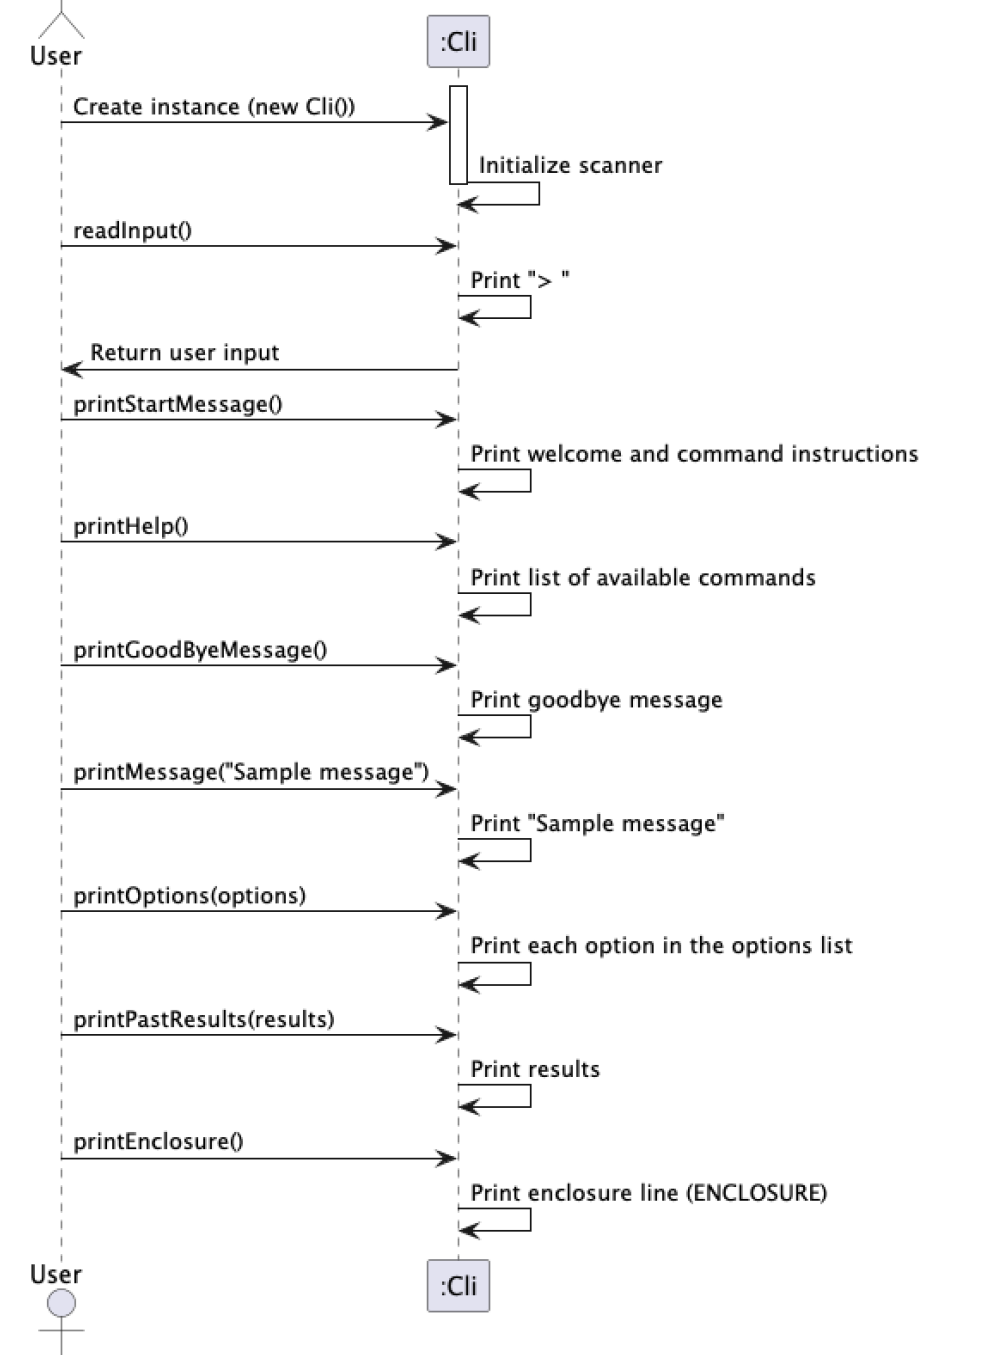 User
:Cli
Create instance (new Cli())
Initialize scanner
readInput()
Print "> "
Return user input
printStartMessage()
Print welcome and command instructions
printHelp()
Print list of available commands
printGoodByeMessage()
Print goodbye message
printMessage("Sample message")
Print "Sample message"
printOptions(options)
Print each option in the options list
printPastResults(results)
Print results
printEnclosure()
Print enclosure line (ENCLOSURE)
User
:Cli